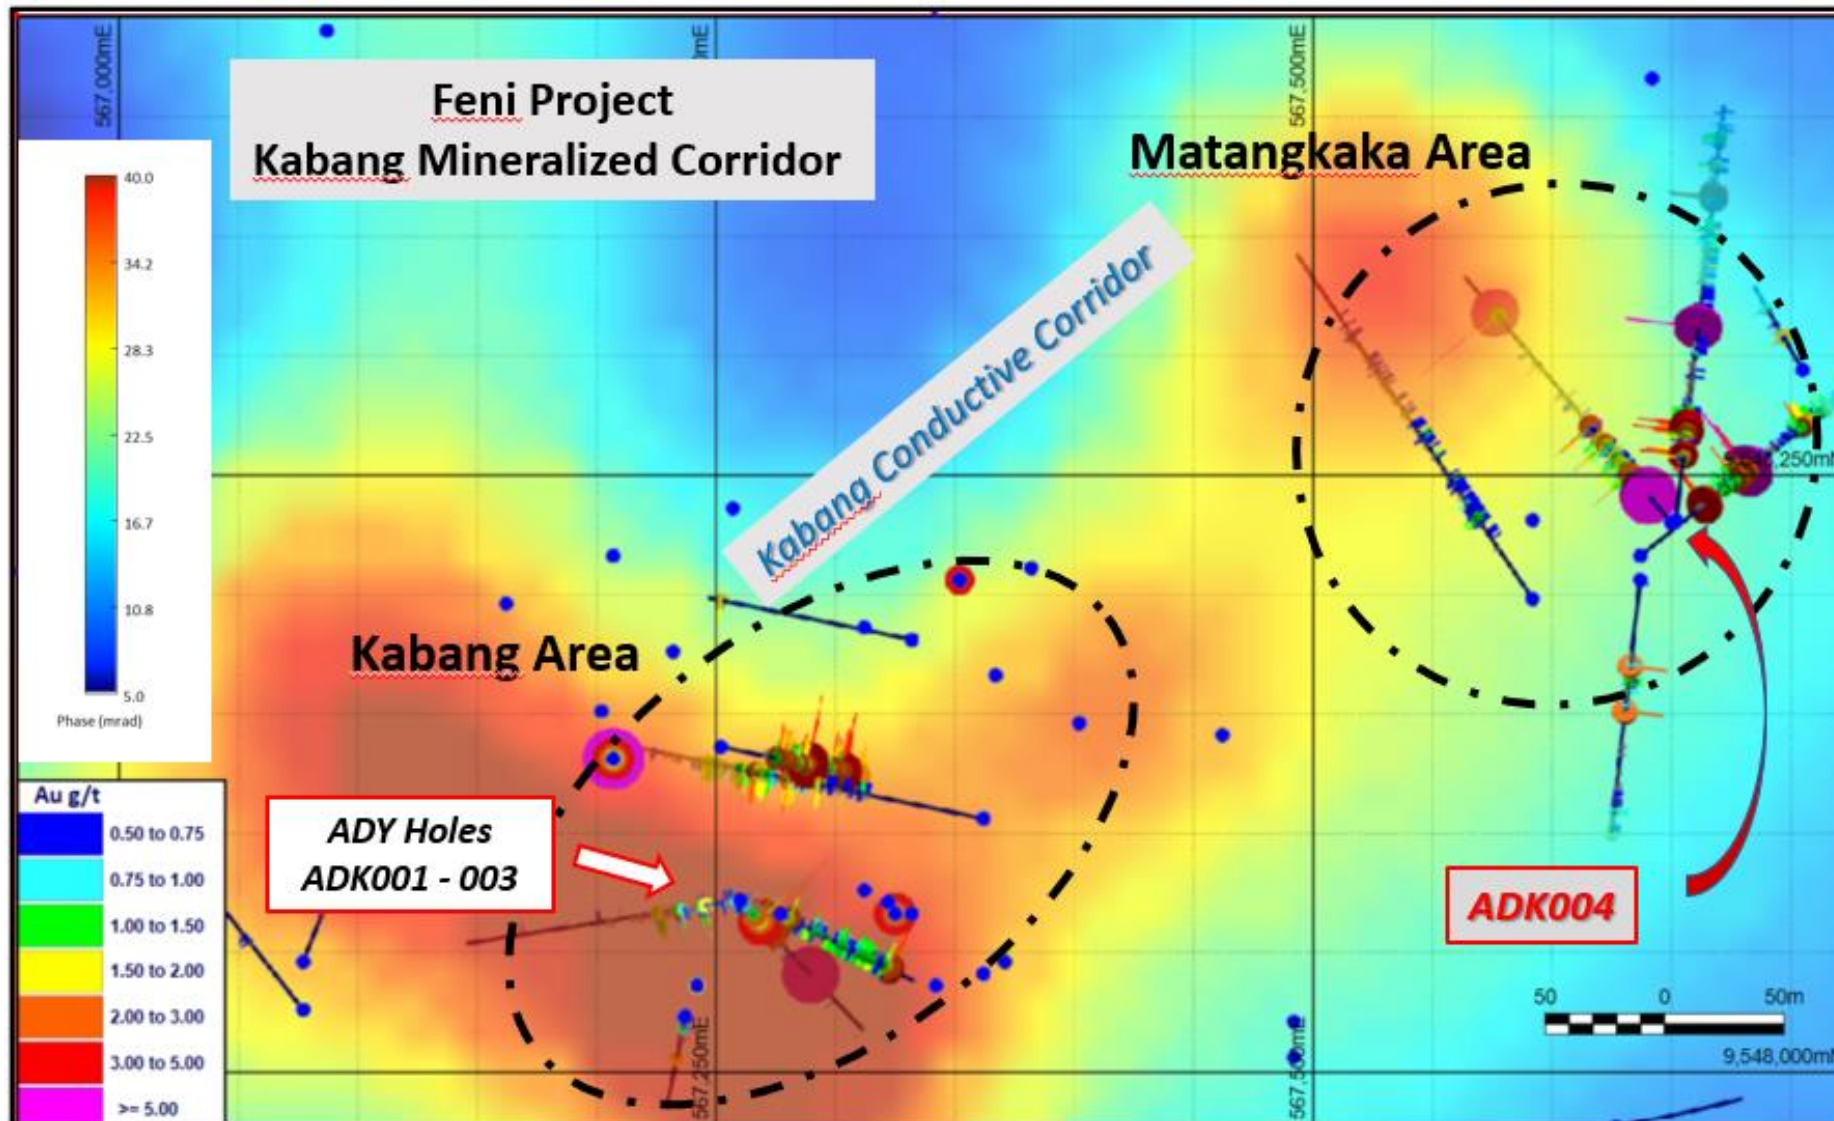 567,000mE
mE
567,500mE
Feni Project
Kabang Mineralized Corridor
Matangkaka Area
40.0
34.2
28.3
22.5
16.7
10.8
5.0
Phase (mrad)
Kabang Conductive Corridor
,250mN
Kabang Area
Au g/t
0.50 to 0.75
0.75 to 1.00
1.00 to 1.50
1.50 to 2.00
2.00 to 3.00
3.00 to 5.00
>= 5.00
ADY Holes
ADK001 - 003
ADK004
50 0 50m
567,250mE
567,500mE
9,548,000mN